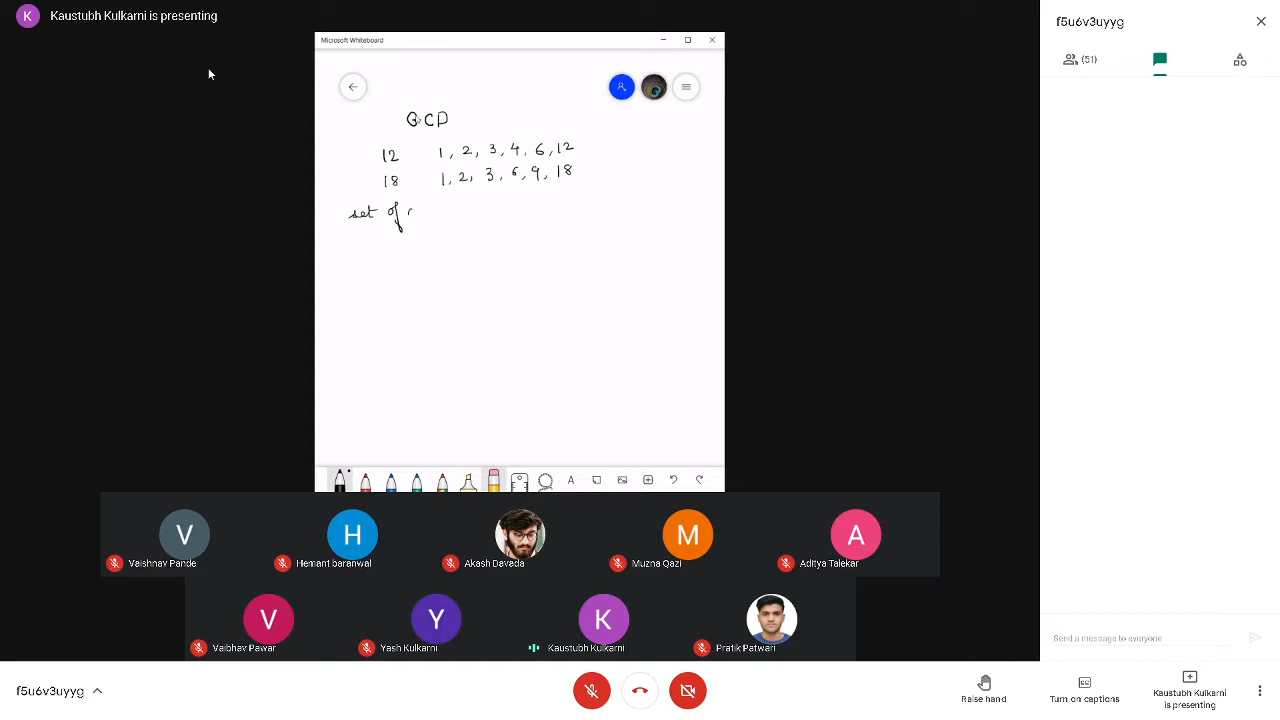 K Kaustubh Kulkarni is presenting
f5u6v3uyyg
(51)
Microsoft Whiteboard
GCD
12 1, 2, 3, 4, 6, 12
18 1, 2, 3, 6, 9, 18
set of
A
V H M A
Vaishnav Pande Hemant baranwal Akash Davada Muzna Qazi Aditya Talekar
V Y K
Vaibhav Pawar Yash Kulkarni Kaustubh Kulkarni Pratik Patwari
Send a message to everyone
f5u6v3uyyg
Raise hand Turn on captions Kaustubh Kulkarni
is presenting